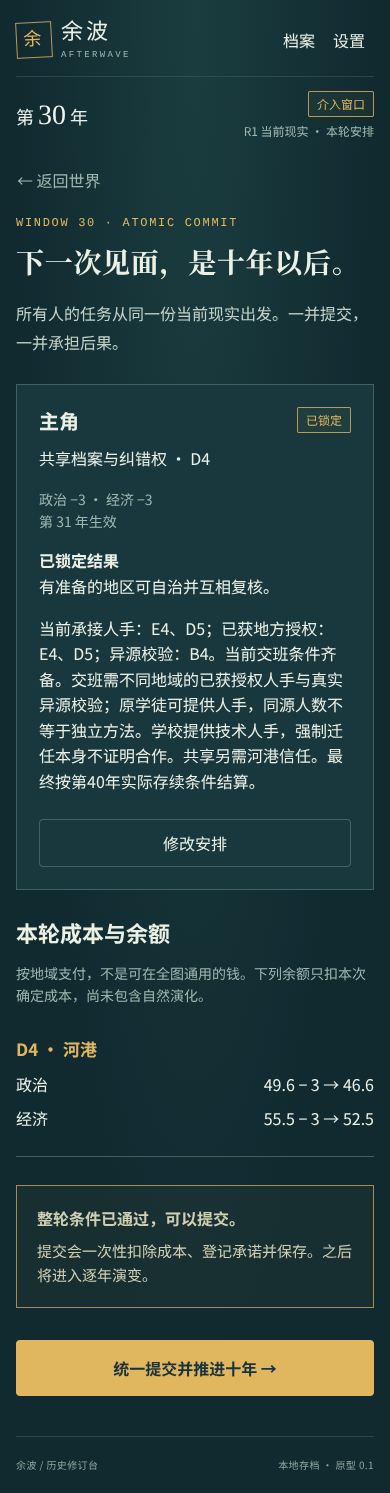 余
余波
AFTERWAVE
档案
设置
第 30 年
介入窗口
R1 当前现实 · 本轮安排
← 返回世界
WINDOW 30 · ATOMIC COMMIT
下一次见面，是十年以后。
所有人的任务从同一份当前现实出发。一并提交，
一并承担后果。
主角
已锁定
共享档案与纠错权 · D4
政治 −3 · 经济 −3
第 31 年生效
已锁定结果
有准备的地区可自治并互相复核。
当前承接人手：E4、D5；已获地方授权：
E4、D5；异源校验：B4。当前交班条件齐
备。交班需不同地域的已获授权人手与真实
异源校验；原学徒可提供人手，同源人数不
等于独立方法。学校提供技术人手，强制迁
任本身不证明合作。共享另需河港信任。最
终按第40年实际存续条件结算。
修改安排
本轮成本与余额
按地域支付，不是可在全图通用的钱。下列余额只扣本次
确定成本，尚未包含自然演化。
D4 · 河港
政治
49.6 − 3 → 46.6
经济
55.5 − 3 → 52.5
整轮条件已通过，可以提交。
提交会一次性扣除成本、登记承诺并保存。之后
将进入逐年演变。
统一提交并推进十年 →
余波 / 历史修订台
本地存档 · 原型 0.1